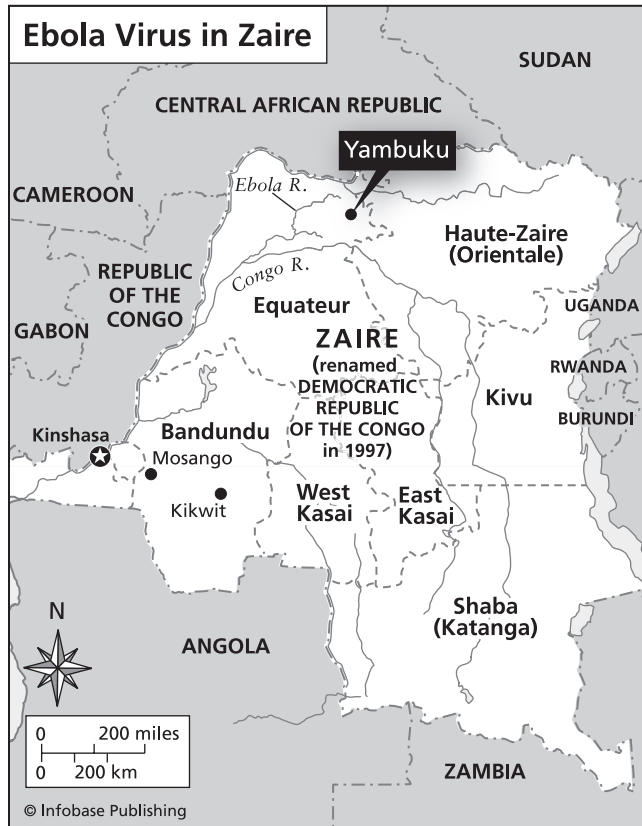 Ebola Virus in Zaire
SUDAN
CENTRAL AFRICAN REPUBLIC
Yambuku
CAMEROON
Ebola R.
Haute-Zaire
(Orientale)
REPUBLIC
OF THE
CONGO
Congo R.
Equateur
GABON
UGANDA
ZAIRE
(renamed
DEMOCRATIC
REPUBLIC
OF THE CONGO
in 1997)
RWANDA
Kivu
BURUNDI
Kinshasa
Bandundu
Mosango
Kikwit
West
Kasai
East
Kasai
Shaba
(Katanga)
N
ANGOLA
0 200 miles
0 200 km
ZAMBIA
© Infobase Publishing